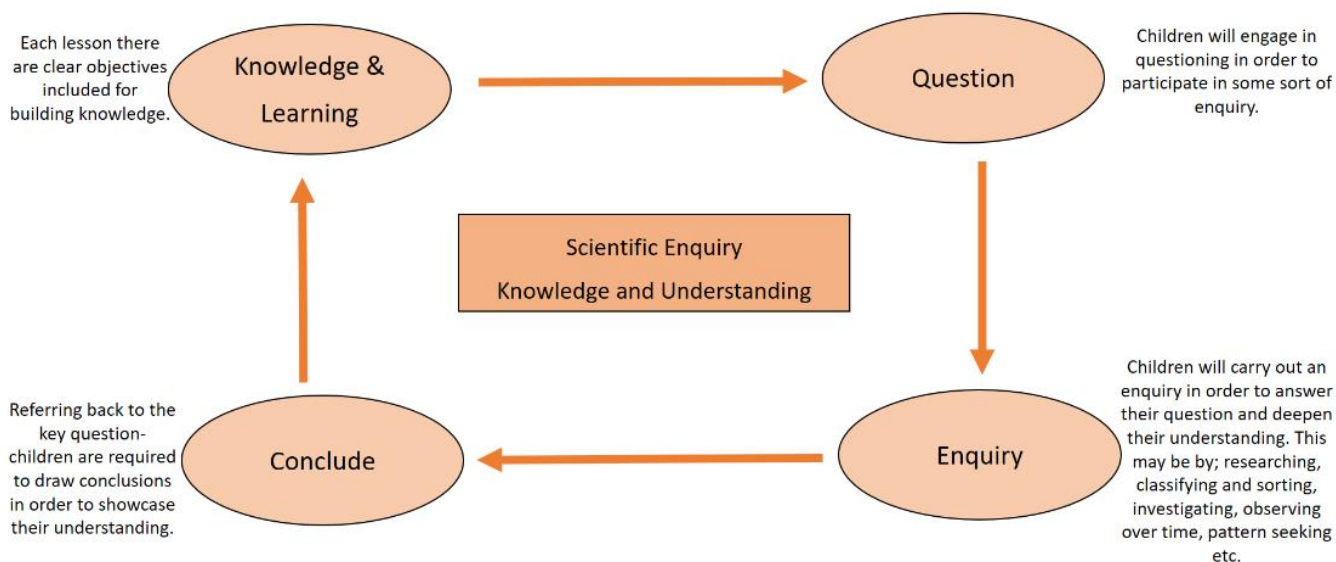 Each lesson there
are clear objectives
included for
building knowledge.
Knowledge &
Learning
Question
Children will engage in
questioning in order to
participate in some sort of
enquiry.
Scientific Enquiry
Knowledge and Understanding
Referring back to the
key question-
children are required
to draw conclusions
in order to showcase
their understanding.
Conclude
Enquiry
Children will carry out an
enquiry in order to answer
their question and deepen
their understanding. This
may be by; researching,
classifying and sorting,
investigating, observing
over time, pattern seeking
etc.